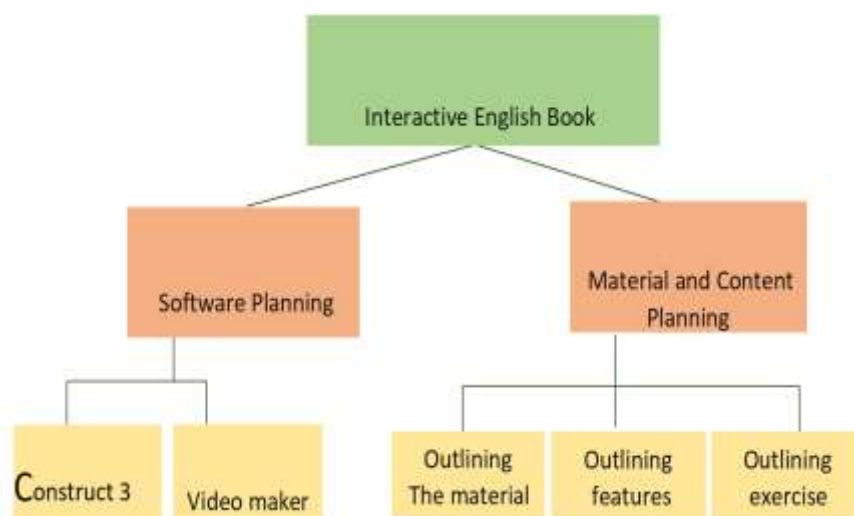 Interactive English Book
Software Planning
Material and Content
Planning
Construct 3
Video maker
Outlining
The material
Outlining
features
Outlining
exercise